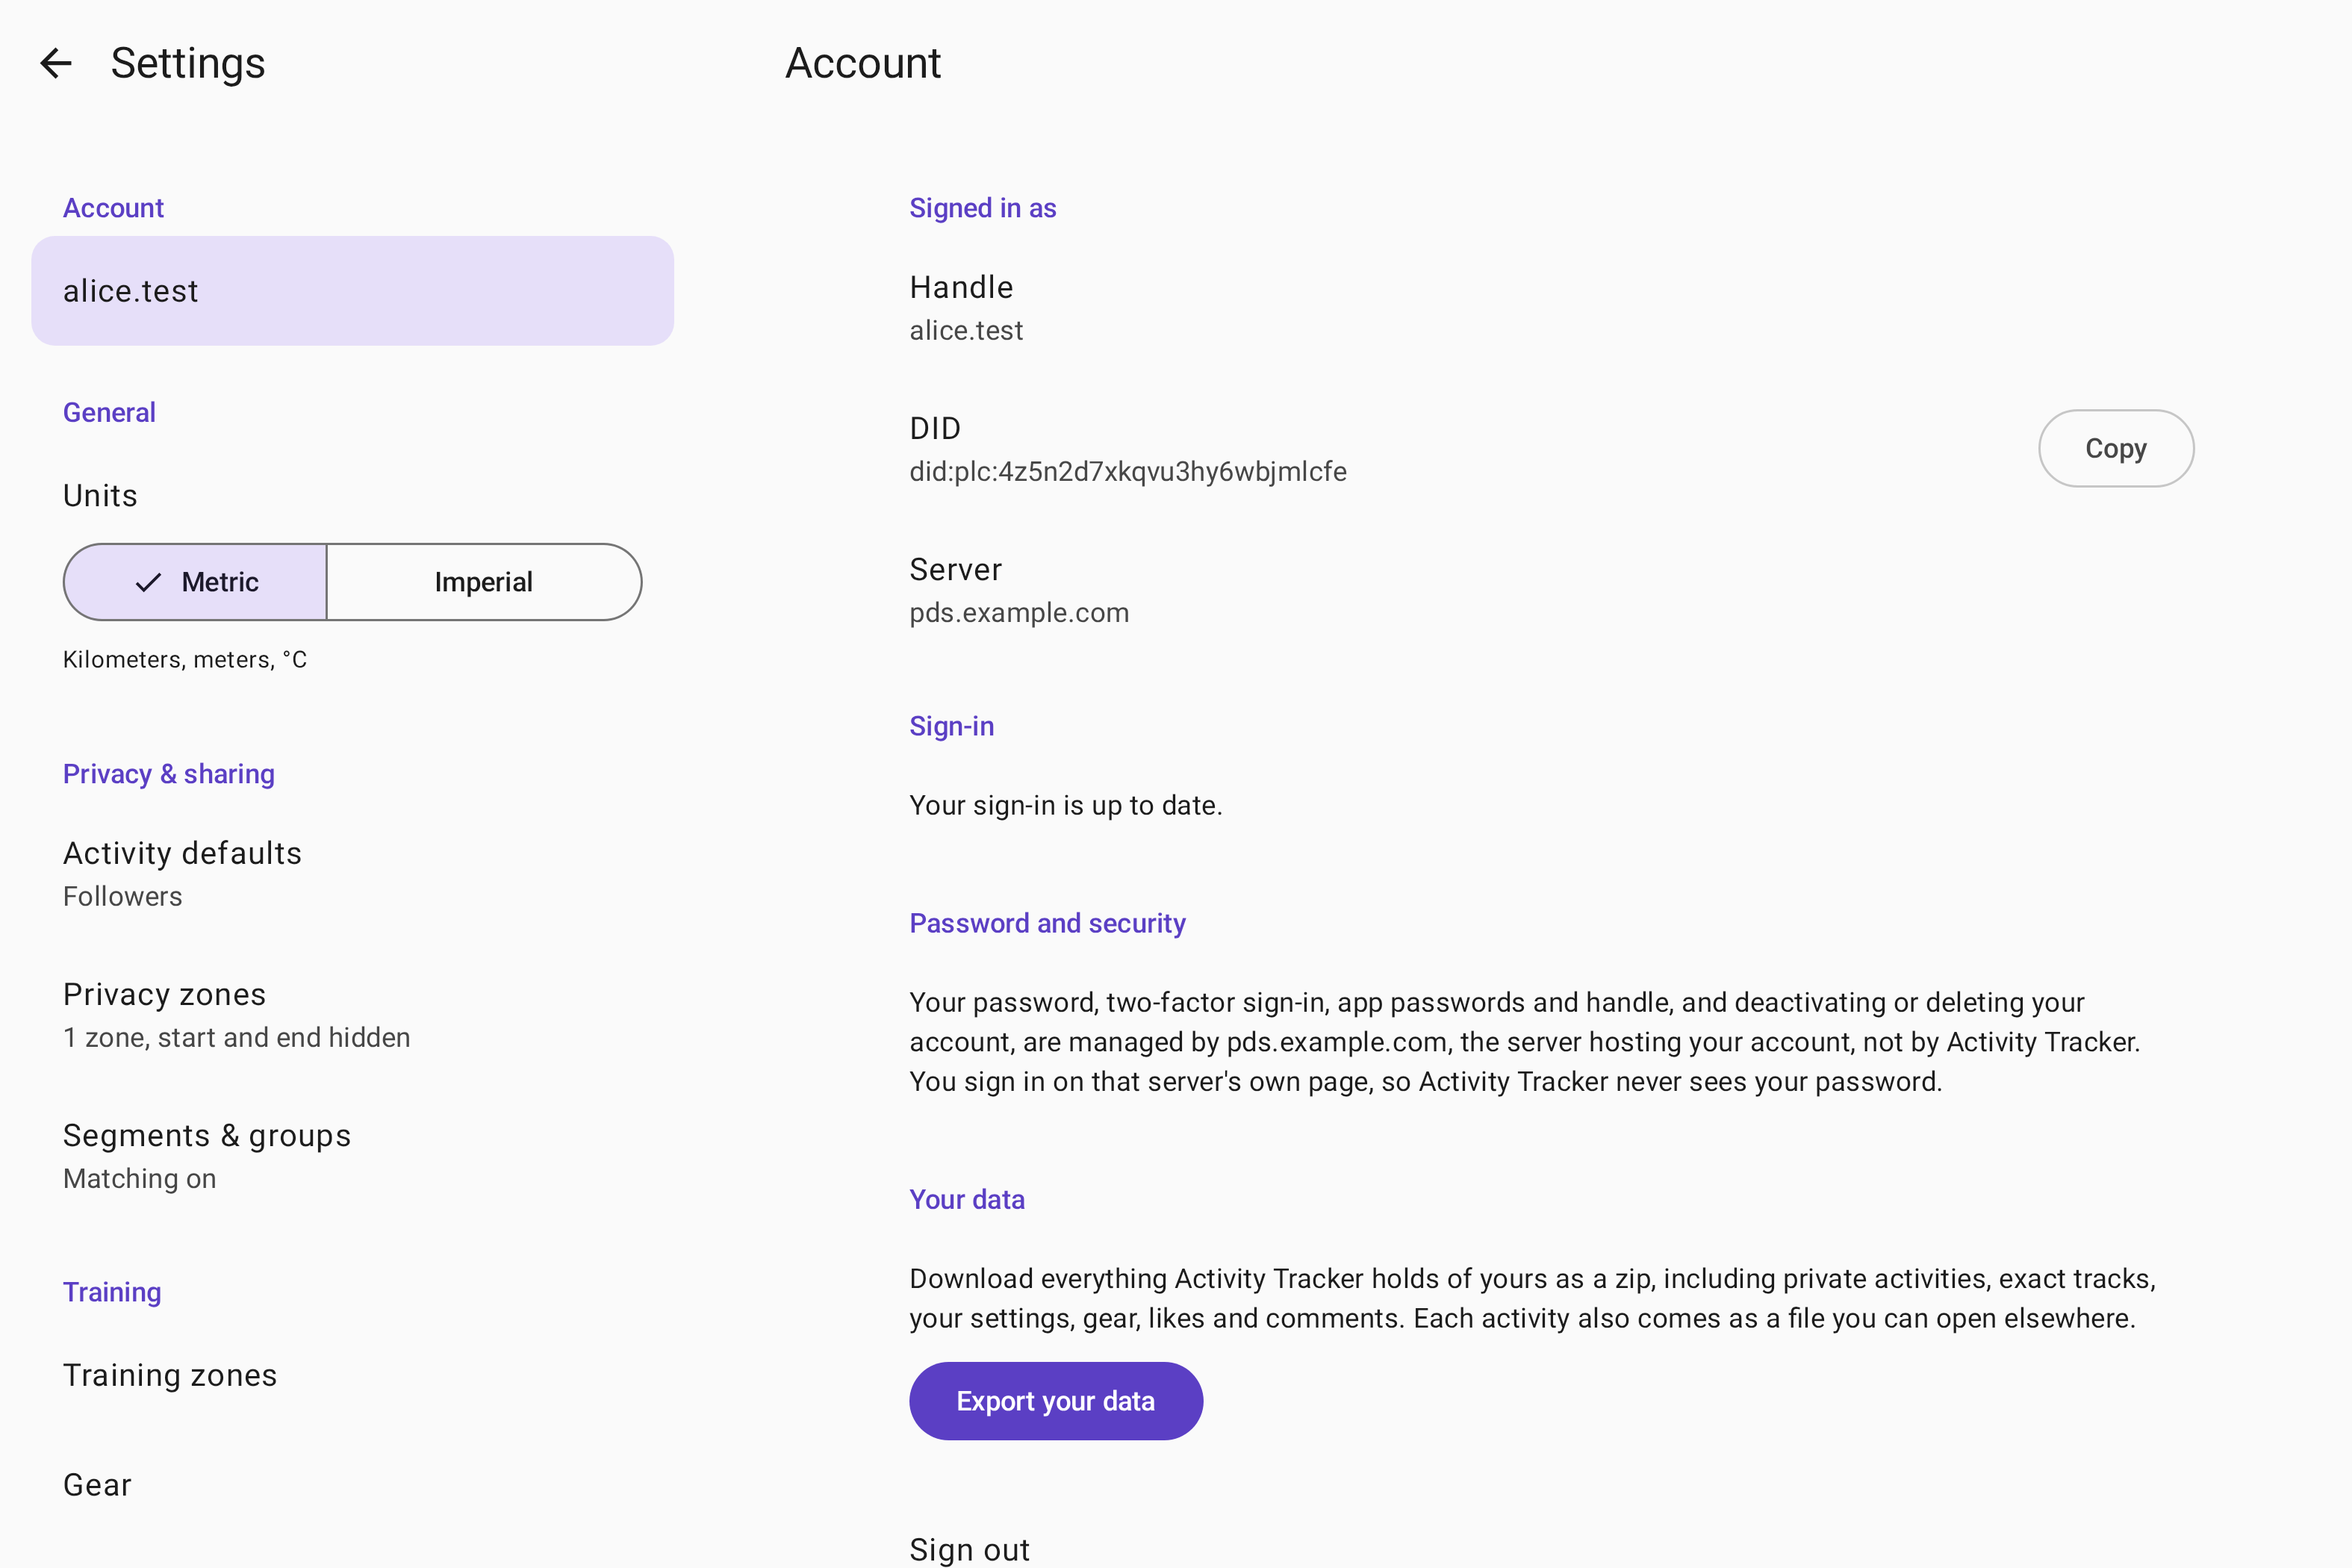 Settings
Account
alice.test
General
Units
Metric
Imperial
Kilometers, meters, °C
Privacy & sharing
Activity defaults
Followers
Privacy zones
1 zone, start and end hidden
Segments & groups
Matching on
Training
Training zones
Gear
Account
Signed in as
Handle
alice.test
DID
did:plc:4z5n2d7xkqvu3hy6wbjmlcfe
Copy
Server
pds.example.com
Sign-in
Your sign-in is up to date.
Password and security
Your password, two-factor sign-in, app passwords and handle, and deactivating or deleting your
account, are managed by pds.example.com, the server hosting your account, not by Activity Tracker.
You sign in on that server's own page, so Activity Tracker never sees your password.
Your data
Download everything Activity Tracker holds of yours as a zip, including private activities, exact tracks,
your settings, gear, likes and comments. Each activity also comes as a file you can open elsewhere.
Export your data
Sign out